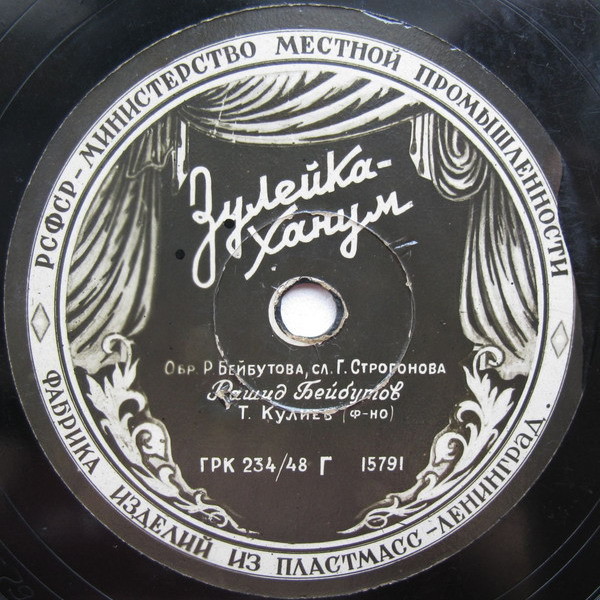 РСФСР-МИНИСТЕРСТВО МЕСТНОЙ ПРОМЫШЛЕННОСТИ
Зулейка-
ханум
Обр. Р. Бейбутова, сл. Г. Строгонова
Рашид Бейбутов
Т. Кулиев (ф-но)
ГРК 234/48 Г 15791
ФАБРИКА ИЗДЕЛИЙ ИЗ ПЛАСТМАСС-ЛЕНИНГРАД.